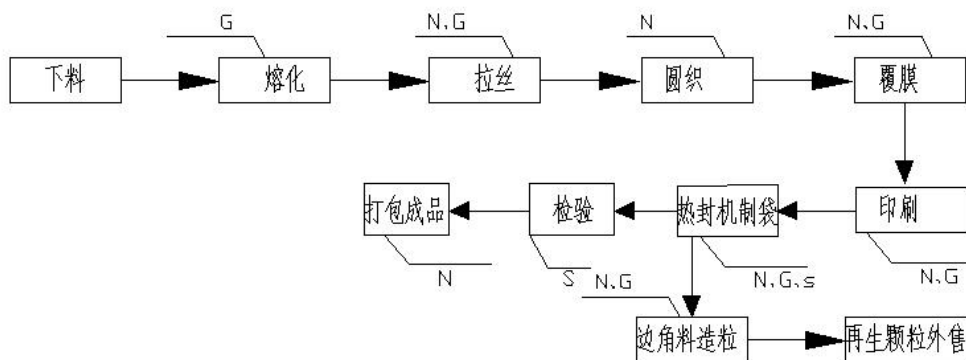 G N、G N N、G
下料 熔化 拉丝 圆织 覆膜
打包成品 检验 热封机制袋 印刷
N S N、G N、G、s N、G
边角料造粒 再生颗粒外售